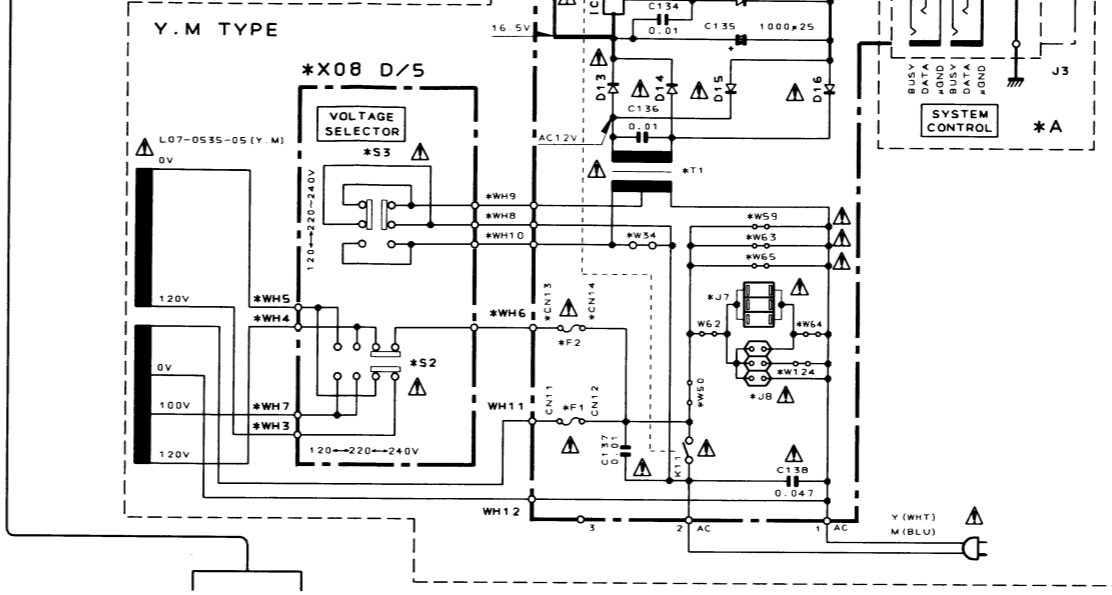 Y.M TYPE
*X08 D/5
VOLTAGE
SELECTOR
L07-0535-05(Y.M)
0V
*S3
120↔220~240V
120V
*WH5
*WH4
0V
100V
*WH7
*WH3
120V
*S2
120↔220↔240V
*WH9
*WH8
*WH10
*WH6
WH11
WH12
16.5V
IC
C134
0.01
C135
+
1000µ25
D13
D14
D15
D16
C136
0.01
AC12V
*T1
*W34
*W59
*W63
*W65
*CN13
*CN14
*F2
CN11
CN12
*F1
C137
0.01
*J7
W62
*W64
*W124
*J8
*W50
K11
C138
0.047
3
2
AC
1
AC
Y(WHT)
M(BLU)
BUSY
DATA
µGND
BUSY
DATA
µGND
J3
SYSTEM
CONTROL
*A